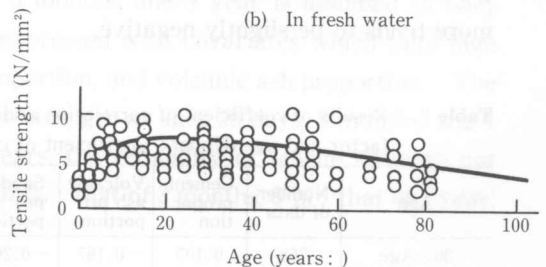 (b) In fresh water
Tensile strength (N/mm²)
10
5
0
0 20 40 60 80 100
Age (years:)